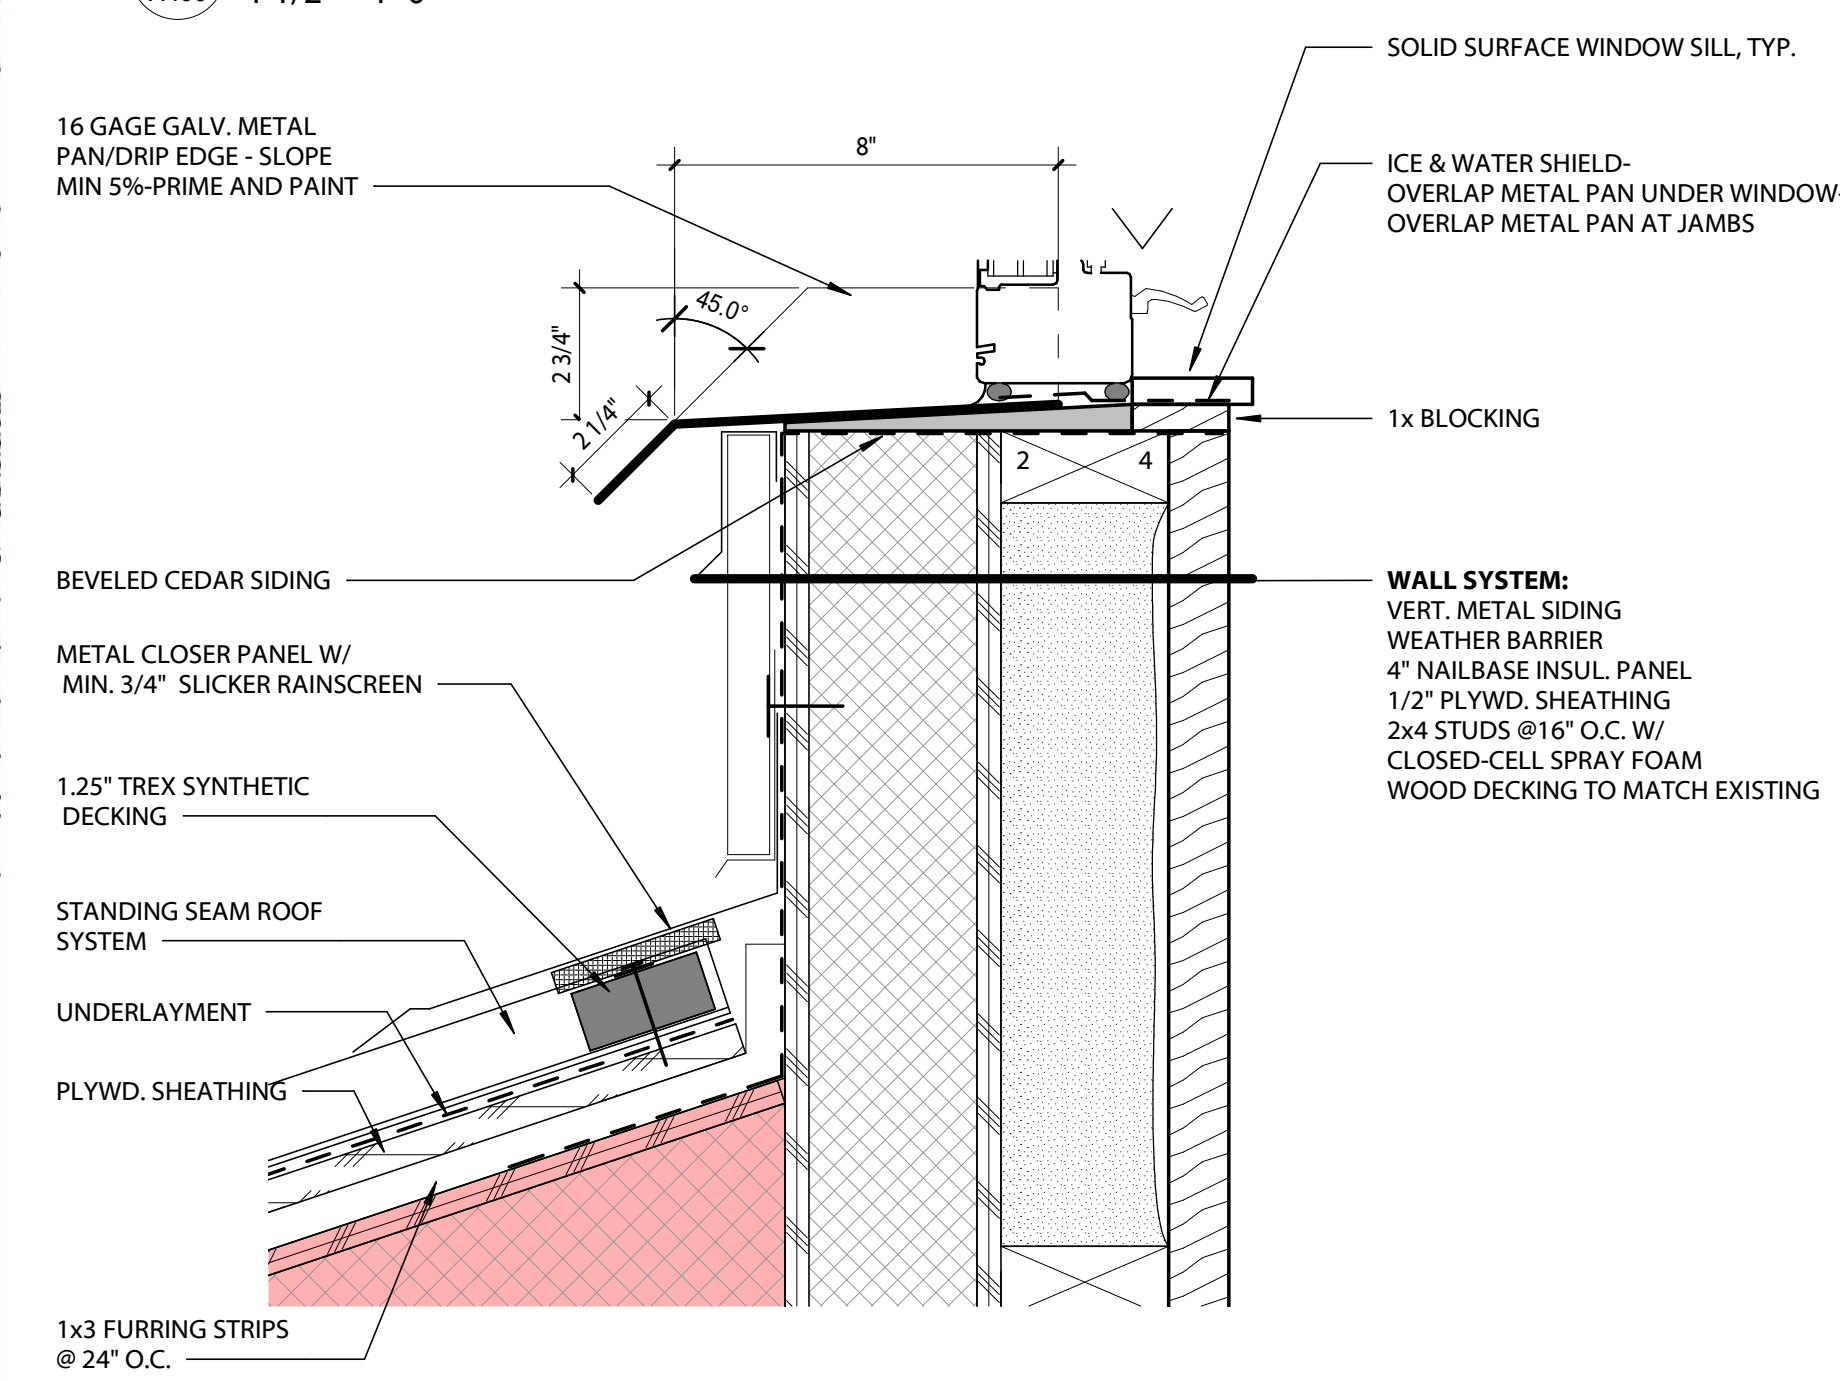 16 GAGE GALV. METAL
PAN/DRIP EDGE - SLOPE
MIN 5%-PRIME AND PAINT
SOLID SURFACE WINDOW SILL, TYP.
ICE & WATER SHIELD-
OVERLAP METAL PAN UNDER WINDOW-
OVERLAP METAL PAN AT JAMBS
8"
45.0°
2 3/4"
2 1/4"
1x BLOCKING
2 4
BEVELED CEDAR SIDING
WALL SYSTEM:
VERT. METAL SIDING
WEATHER BARRIER
4" NAILBASE INSUL. PANEL
1/2" PLYWD. SHEATHING
2x4 STUDS @16" O.C. W/
CLOSED-CELL SPRAY FOAM
WOOD DECKING TO MATCH EXISTING
METAL CLOSER PANEL W/
MIN. 3/4" SLICKER RAINSCREEN
1.25" TREX SYNTHETIC
DECKING
STANDING SEAM ROOF
SYSTEM
UNDERLAYMENT
PLYWD. SHEATHING
1x3 FURRING STRIPS
@ 24" O.C.